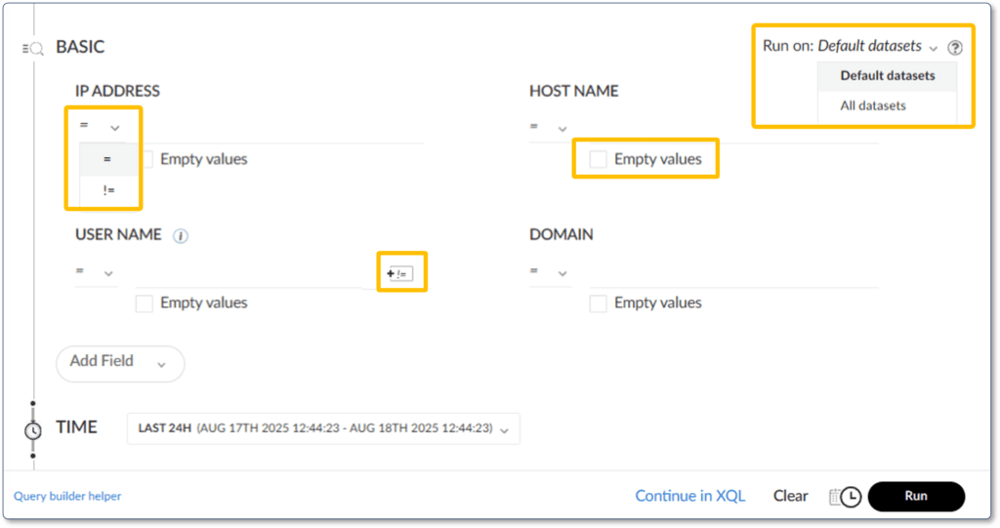 BASIC
Run on: Default datasets
Default datasets
All datasets
IP ADDRESS
=
=
!=
Empty values
HOST NAME
=
Empty values
USER NAME i
=
+ !=
Empty values
DOMAIN
=
Empty values
Add Field
TIME
LAST 24H (AUG 17TH 2025 12:44:23 - AUG 18TH 2025 12:44:23)
Query builder helper
Continue in XQL
Clear
Run